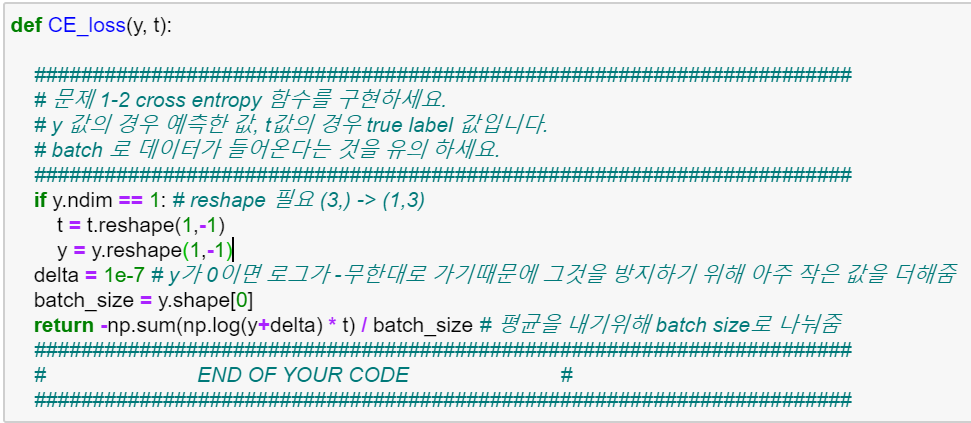 def CE_loss(y, t):
######################################################################
# 문제 1-2 cross entropy 함수를 구현하세요.
# y 값의 경우 예측한 값, t값의 경우 true label 값입니다.
# batch 로 데이터가 들어온다는 것을 유의 하세요.
######################################################################
if y.ndim == 1: # reshape 필요 (3,) -> (1,3)
t = t.reshape(1,-1)
y = y.reshape(1,-1)
delta = 1e-7 # y가 0이면 로그가 -무한대로 가기때문에 그것을 방지하기 위해 아주 작은 값을 더해줌
batch_size = y.shape[0]
return -np.sum(np.log(y+delta) * t) / batch_size # 평균을 내기위해 batch size로 나눠줌
######################################################################
# END OF YOUR CODE #
######################################################################